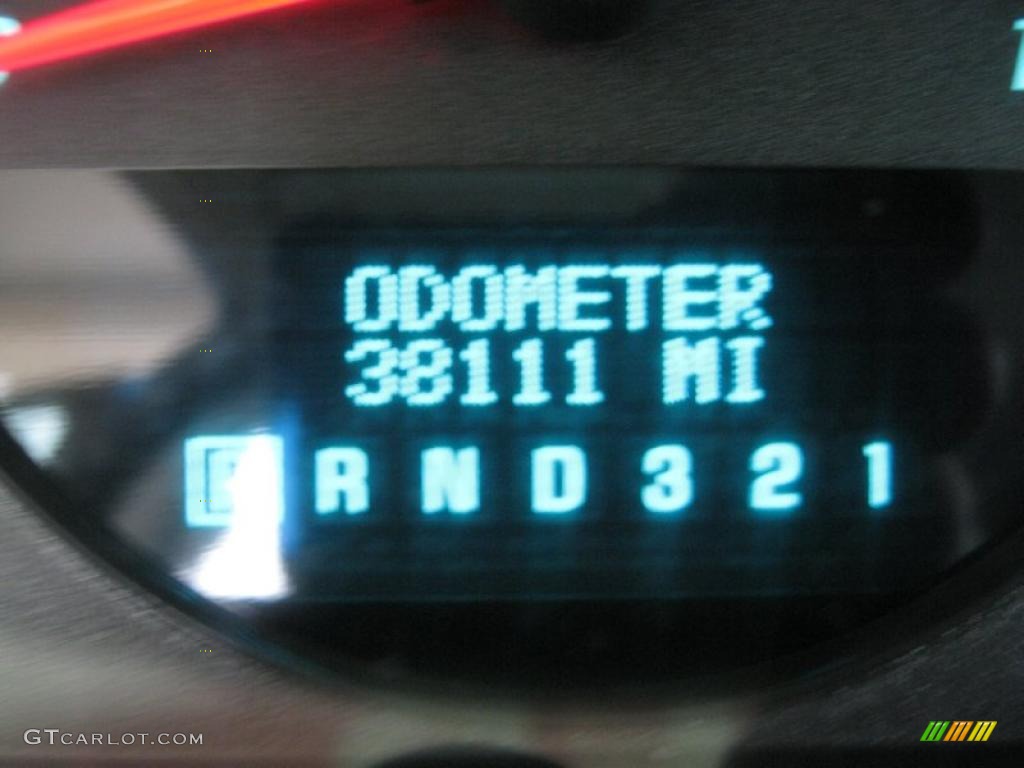 ODOMETER
38111 MI
P R N D 3 2 1
GTCARLOT.COM